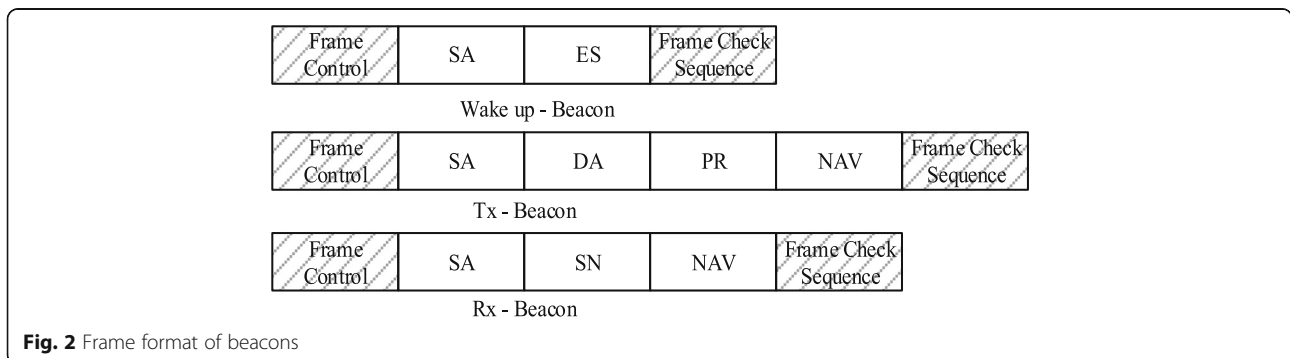 Frame Control SA ES Frame Check Sequence
Wake up - Beacon
Frame Control SA DA PR NAV Frame Check Sequence
Tx - Beacon
Frame Control SA SN NAV Frame Check Sequence
Rx - Beacon
Fig. 2 Frame format of beacons